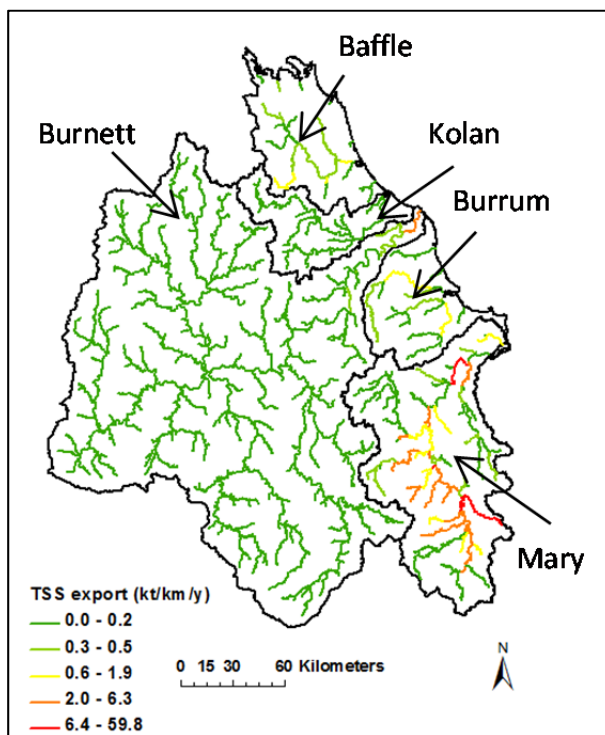 Baffle
Burnett
Kolan
Burrum
Mary
TSS export (kt/km/y)
0.0 - 0.2
0.3 - 0.5
0.6 - 1.9
2.0 - 6.3
6.4 - 59.8
0 15 30 60 Kilometers
N